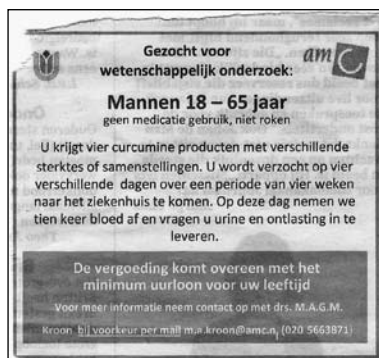 Gezocht voor
amc
wetenschappelijk onderzoek:
Mannen 18 – 65 jaar
geen medicatie gebruik, niet roken
U krijgt vier curcumine producten met verschillende
sterktes of samenstellingen. U wordt verzocht op vier
verschillende dagen over een periode van vier weken
naar het ziekenhuis te komen. Op deze dag nemen we
tien keer bloed af en vragen u urine en ontlasting in te
leveren.
De vergoeding komt overeen met het
minimum uurloon voor uw leeftijd
Voor meer informatie neem contact op met drs. M.A.G.M.
Kroon bij voorkeur per mail m.a.kroon@amc.n, (020 5663871)